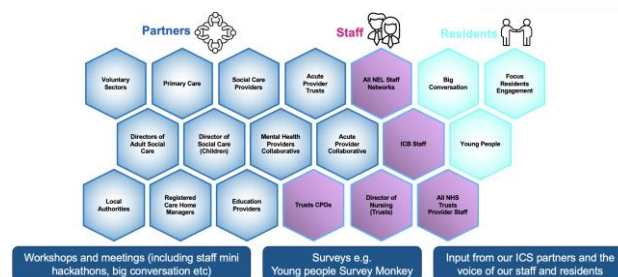 Partners
Staff
Residents
Voluntary
Sectors
Primary Care
Social Care
Providers
Acute
Provider
Trusts
All NEL Staff
Networks
Big
Conversation
Focus
Residents
Engagement
Directors of
Adult Social
Care
Director of
Social Care
(Children)
Mental Health
Providers
Collaborative
Acute
Provider
Collaborative
ICB Staff
Young People
Local
Authorities
Registered
Care Home
Managers
Education
Providers
Trusts CPOs
Director of
Nursing
(Trusts)
All NHS
Trusts
Provider Staff
Workshops and meetings (including staff mini
hackathons, big conversation etc)
Surveys e.g.
Young people Survey Monkey
Input from our ICS partners and the
voice of our staff and residents